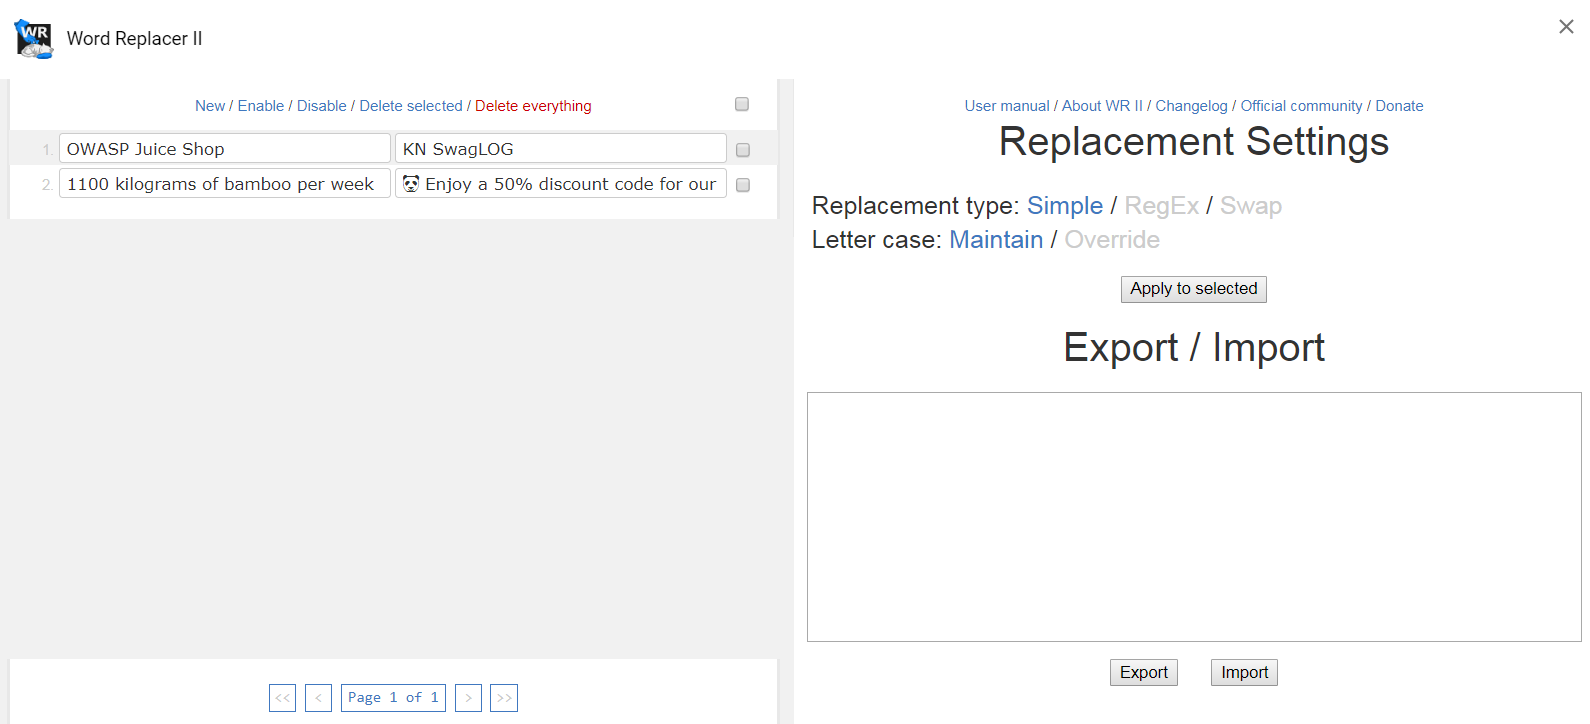 WR
Word Replacer II
New / Enable / Disable / Delete selected / Delete everything
1. OWASP Juice Shop KN SwagLOG
2. 1100 kilograms of bamboo per week 🐼 Enjoy a 50% discount code for our
<< < Page 1 of 1 > >>
User manual / About WR II / Changelog / Official community / Donate
Replacement Settings
Replacement type: Simple / RegEx / Swap
Letter case: Maintain / Override
Apply to selected
Export / Import
Export Import